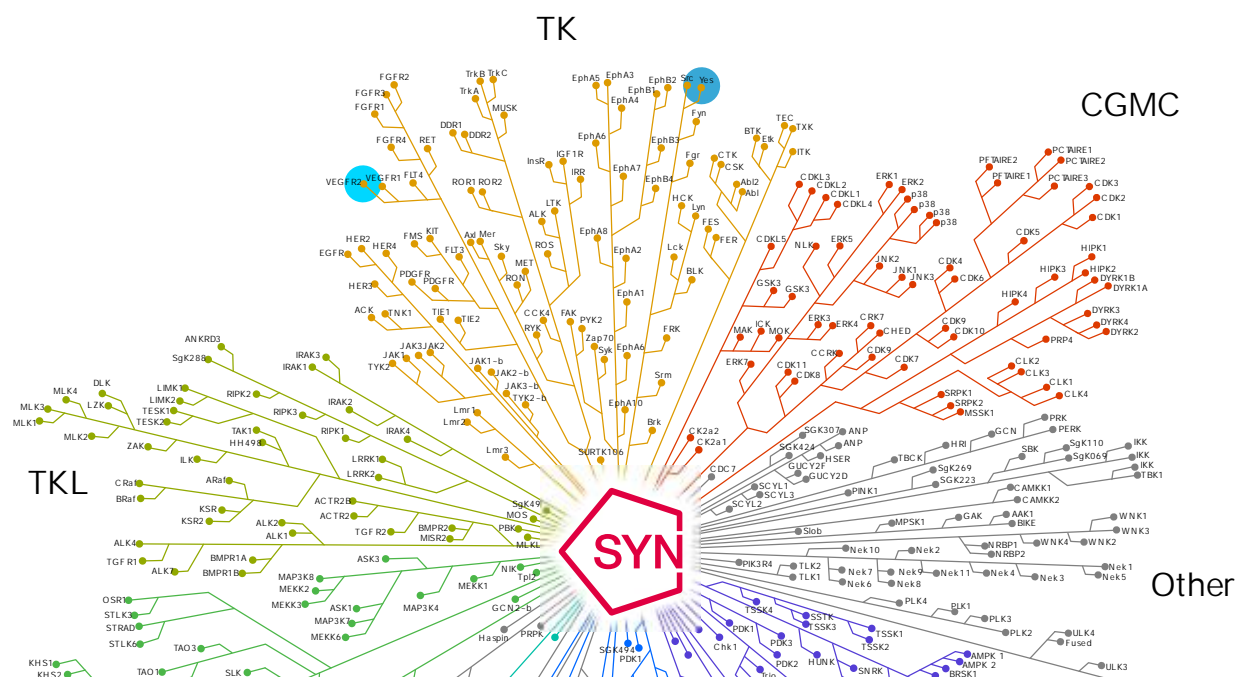 TK
CGMC
TKL
Other
SYN
FGFR2
TrkB
TrkC
EphA5
EphA3
EphB2
Src
Yes
FGFR3
TrkA
EphA4
EphB1
FGFR1
MUSK
Fyn
TEC
TXK
DDR1
DDR2
BTK
Etk
FGFR4
RET
EphA6
EphB3
ITK
InsR
IGF1R
IRR
Fgr
CTK
CSK
VEGFR2
VEGFR1
FLT4
ROR1
ROR2
EphA7
EphB4
Abl2
Abl
LTK
ALK
HCK
Lyn
FES
FER
HER2
HER4
EGFR
FMS
KIT
FLT3
Axl
Mer
Sky
ROS
EphA8
EphA2
Lck
BLK
MET
RON
HER3
PDGFR
PDGFR
EphA1
ACK
TNK1
TIE1
TIE2
CCK4
RYK
FAK
PYK2
Zap70
Syk
EphA6
FRK
JAK1
JAK3
JAK2
TYK2
JAK1-b
JAK2-b
JAK3-b
TYK2-b
Srm
EphA10
Brk
Lmr1
Lmr2
Lmr3
SURTK106
PCTAIRE1
PCTAIRE2
PFTAIRE2
PFTAIRE1
PCTAIRE3
CDK3
CDK2
CDK1
CDKL3
CDKL2
CDKL1
CDKL4
ERK1
ERK2
p38
p38
p38
p38
CDKL5
NLK
ERK5
CDK5
HIPK1
HIPK3
HIPK2
DYRK1B
DYRK1A
JNK2
JNK1
JNK3
CDK4
CDK6
GSK3
GSK3
HIPK4
DYRK3
DYRK4
DYRK2
MAK
ICK
MOK
ERK3
ERK4
CRK7
CHED
CDK9
CDK10
PRP4
ERK7
CCRK
CDK9
CDK7
CDK11
CDK8
CLK2
CLK3
CLK1
CLK4
SRPK1
SRPK2
MSSK1
CK2a2
CK2a1
ANKRD3
SgK288
IRAK3
IRAK1
DLK
MLK4
LZK
MLK3
MLK1
MLK2
LIMK1
LIMK2
TESK1
TESK2
RIPK2
RIPK3
IRAK2
TAK1
HH498
RIPK1
IRAK4
ZAK
ILK
LRRK1
LRRK2
CRaf
BRaf
ARaf
KSR
KSR2
ACTR2B
ACTR2
SgK49
MOS
PBK
MLKL
ALK2
ALK1
TGFR2
BMPR2
MISR2
ALK4
TGFR1
ALK7
BMPR1A
BMPR1B
ASK3
NIK
Tpl2
MAP3K8
MEKK2
MEKK3
MEKK1
OSR1
STLK3
STRAD
STLK6
ASK1
MAP3K7
MEKK6
MAP3K4
GCN2-b
Haspin
PRPK
TAO3
TAO1
SLK
KHS1
KHS2
SGK494
PDK1
CDC7
SGK307
ANP
ANP
SGK424
HSER
GUCY2F
GUCY2D
SCYL1
SCYL3
SCYL2
PRK
PERK
GCN
HRI
TBCK
SBK
SgK110
SgK069
IKK
IKK
IKK
TBK1
SgK269
SGK223
PINK1
CAMKK1
CAMKK2
Slob
MPSK1
GAK
AAK1
BIKE
WNK1
WNK3
WNK4
WNK2
NRBP1
NRBP2
PIK3R4
TLK2
TLK1
Nek10
Nek2
Nek7
Nek6
Nek9
Nek8
Nek11
Nek4
Nek3
Nek1
Nek5
PLK4
PLK1
PLK3
PLK2
ULK4
Fused
ULK3
TSSK4
SSTK
TSSK3
TSSK1
TSSK2
PDK1
Chk1
PDK3
PDK2
HUNK
SNRK
AMPK 1
AMPK 2
BRSK1